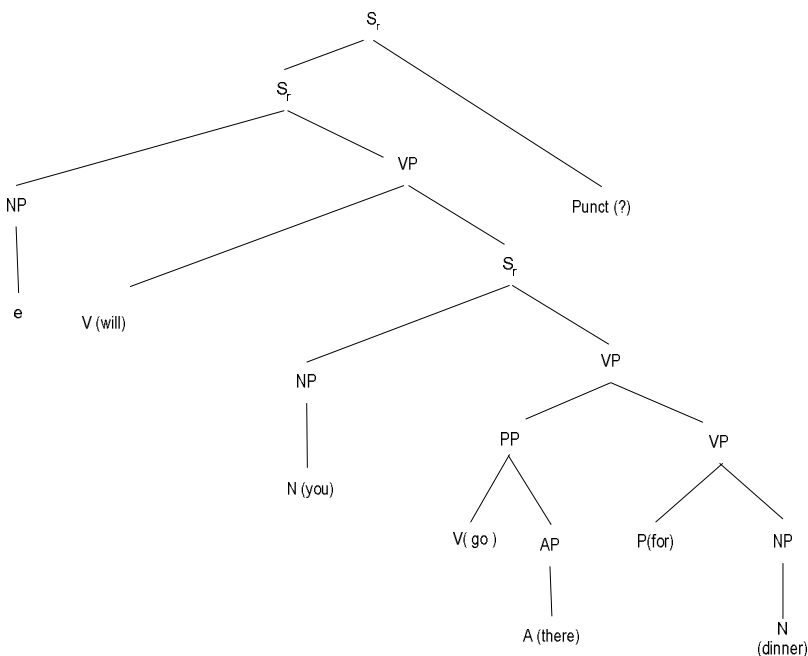 Sr
Sr
VP
NP
Punct (?)
Sr
e
V (will)
VP
NP
PP
VP
N (you)
V( go )
AP
P(for)
NP
A (there)
N
(dinner)